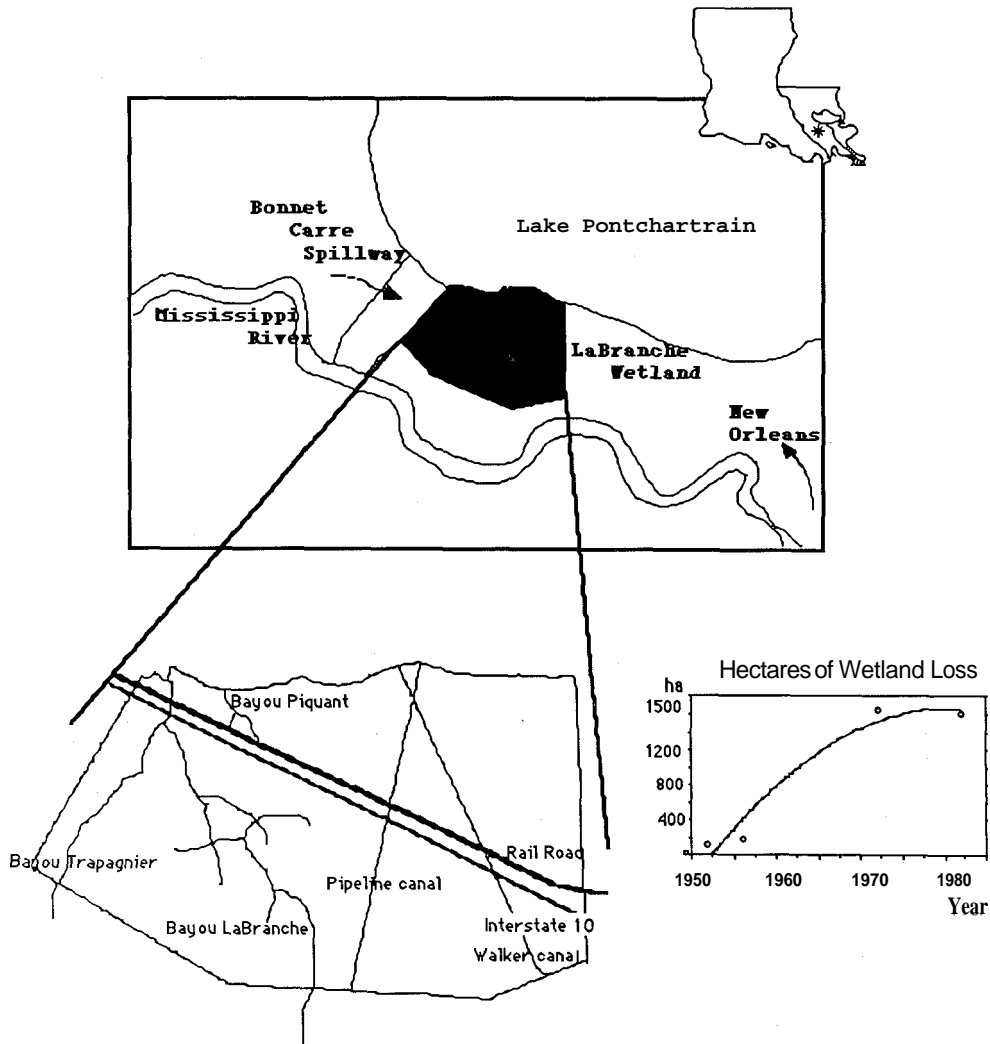 Bonnet
Carre
Spillway
Lake Pontchartrain
Mississippi
River
LaBranche
Wetland
New
Orleans
Bayou Piquant
Bayou Trapagnier
Rail Road
Pipeline canal
Bayou LaBranche
Interstate 10
Walker canal
Hectares of Wetland Loss
ha
1500
1200
800
400
1950
1960
1970
1980
Year